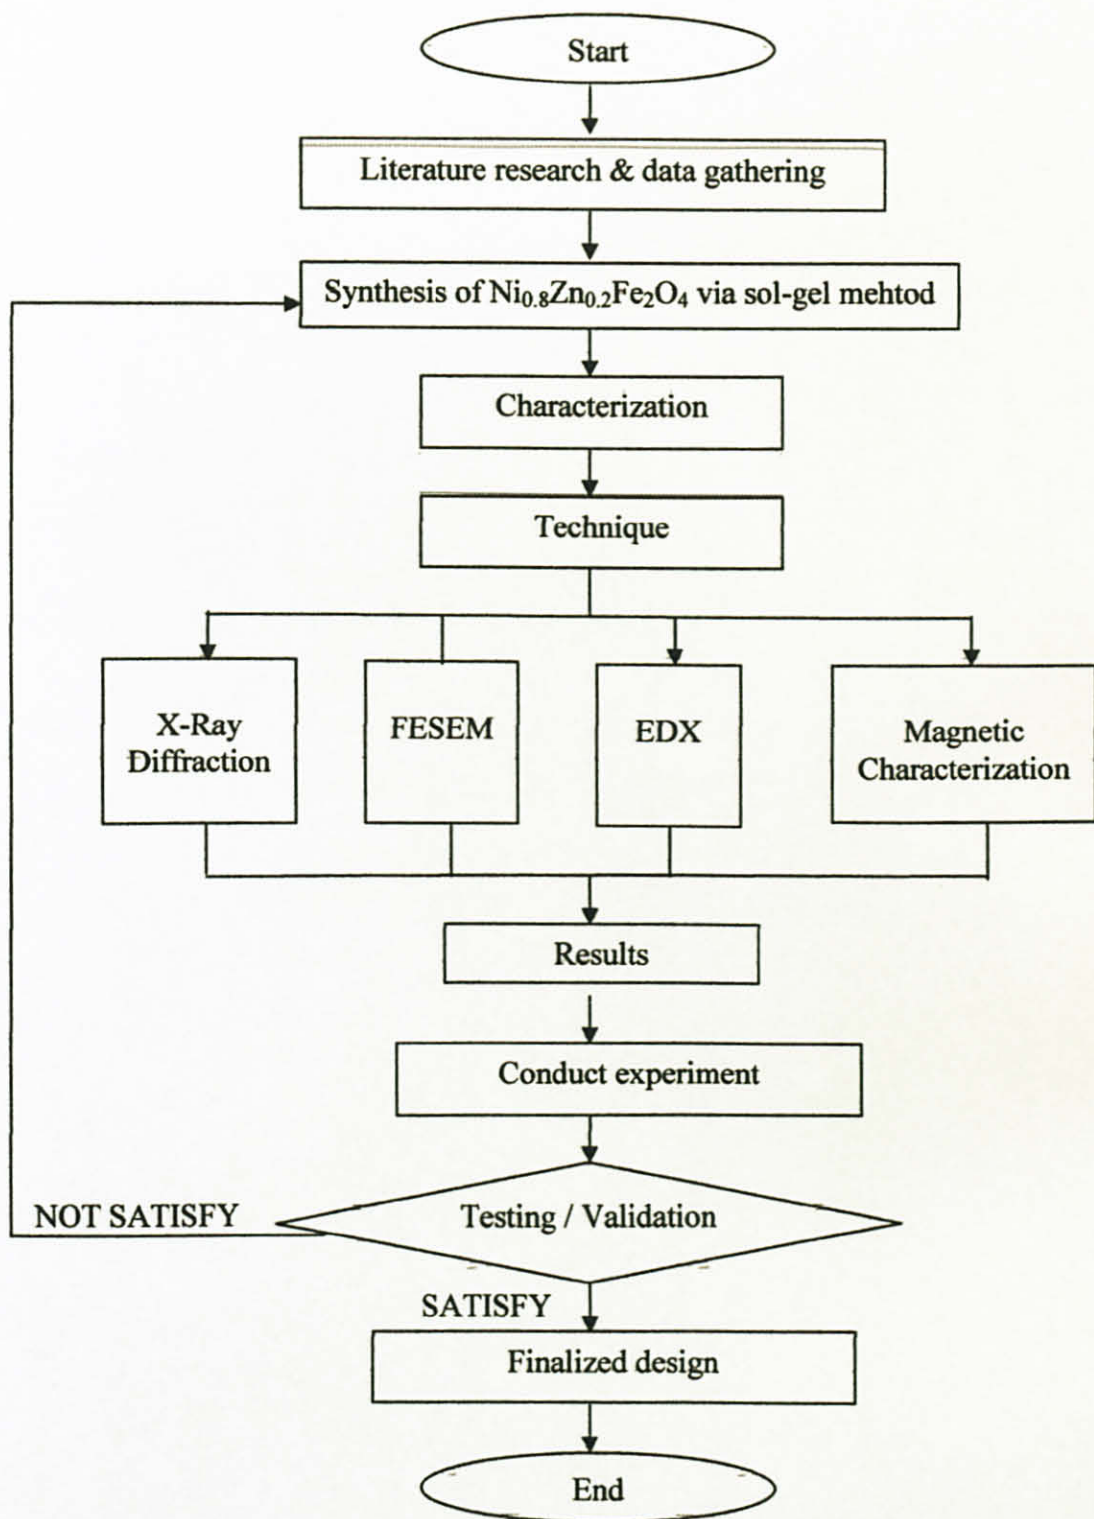 Start
Literature research & data gathering
Synthesis of Ni₀.₈Zn₀.₂Fe₂O₄ via sol-gel mehtod
Characterization
Technique
X-Ray
Diffraction
FESEM
EDX
Magnetic
Characterization
Results
Conduct experiment
Testing / Validation
NOT SATISFY
SATISFY
Finalized design
End